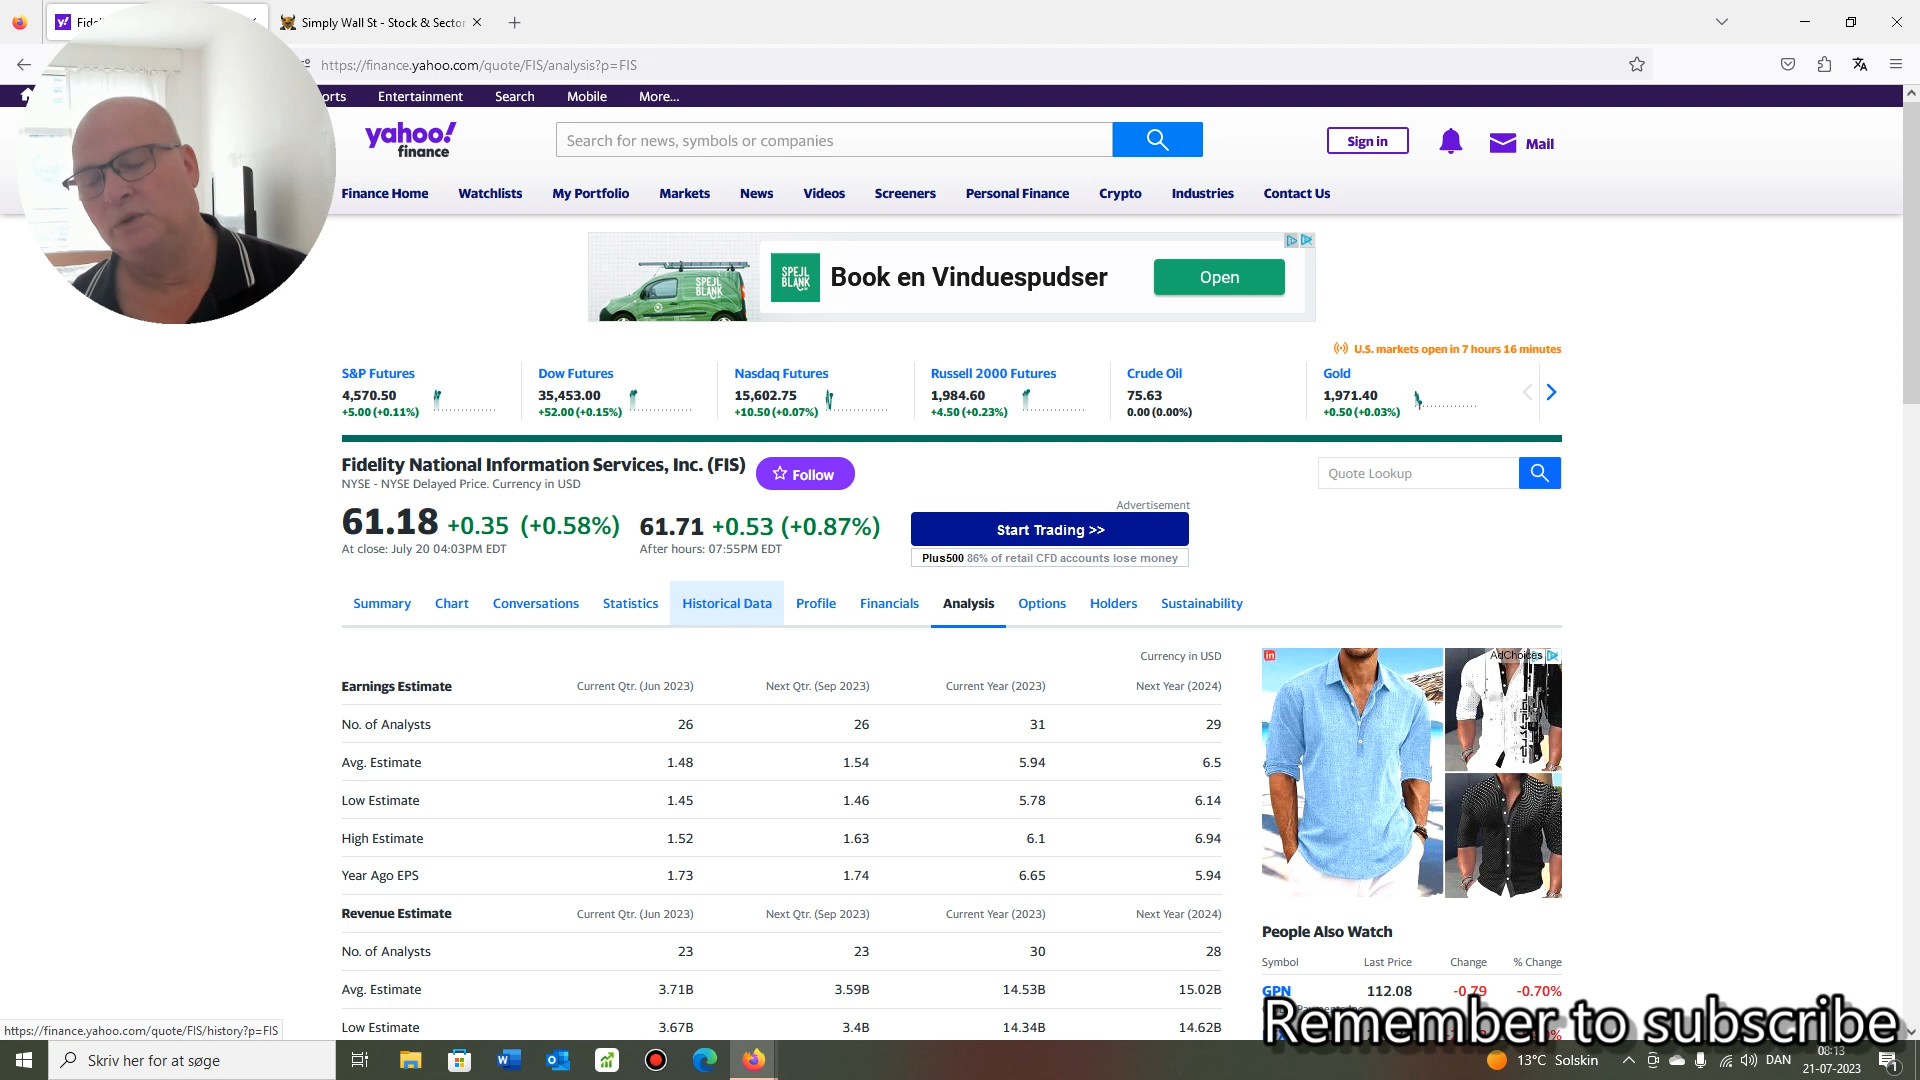 Fidel
Simply Wall St - Stock & Sector
https://finance.yahoo.com/quote/FIS/analysis?p=FIS
orts Entertainment Search Mobile More...
yahoo! finance
Search for news, symbols or companies
Sign in
Mail
Finance Home Watchlists My Portfolio Markets News Videos Screeners Personal Finance Crypto Industries Contact Us
SPEJL BLANK
SPEJL BLANK
Book en Vinduespudser
Open
U.S. markets open in 7 hours 16 minutes
S&P Futures Dow Futures Nasdaq Futures Russell 2000 Futures Crude Oil Gold
4,570.50 35,453.00 15,602.75 1,984.60 75.63 1,971.40
+5.00 (+0.11%) +52.00 (+0.15%) +10.50 (+0.07%) +4.50 (+0.23%) 0.00 (0.00%) +0.50 (+0.03%)
Fidelity National Information Services, Inc. (FIS)
Follow
Quote Lookup
NYSE - NYSE Delayed Price. Currency in USD
Advertisement
61.18 +0.35 (+0.58%) 61.71 +0.53 (+0.87%)
Start Trading >>
At close: July 20 04:03PM EDT After hours: 07:55PM EDT
Plus500 86% of retail CFD accounts lose money
Summary Chart Conversations Statistics Historical Data Profile Financials Analysis Options Holders Sustainability
Currency in USD
AdChoices
Earnings Estimate Current Qtr. (Jun 2023) Next Qtr. (Sep 2023) Current Year (2023) Next Year (2024)
No. of Analysts 26 26 31 29
Avg. Estimate 1.48 1.54 5.94 6.5
Low Estimate 1.45 1.46 5.78 6.14
High Estimate 1.52 1.63 6.1 6.94
Year Ago EPS 1.73 1.74 6.65 5.94
Revenue Estimate Current Qtr. (Jun 2023) Next Qtr. (Sep 2023) Current Year (2023) Next Year (2024)
No. of Analysts 23 23 30 28
Avg. Estimate 3.71B 3.59B 14.53B 15.02B
Low Estimate 3.67B 3.4B 14.34B 14.62B
People Also Watch
Symbol Last Price Change % Change
GPN 112.08 -0.79 -0.70%
Remember to subscribe
https://finance.yahoo.com/quote/FIS/history?p=FIS
Skriv her for at søge
13°C Solskin
DAN
08:13
21-07-2023
1